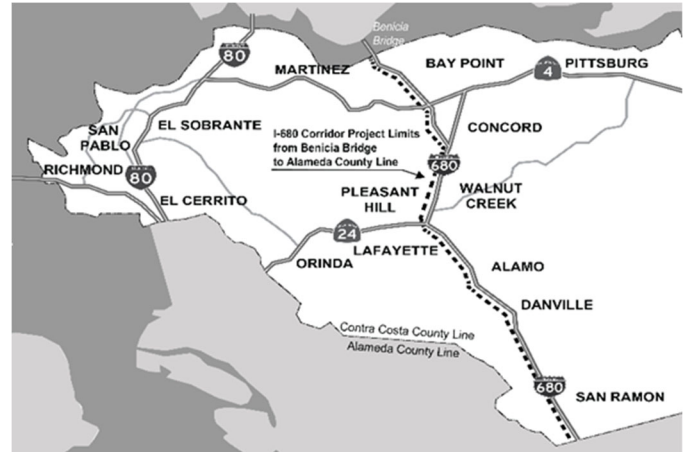 Benicia
Bridge
80
MARTINEZ
BAY POINT
4
PITTSBURG
SAN
PABLO
EL SOBRANTE
I-680 Corridor Project Limits
from Benicia Bridge
to Alameda County Line
CONCORD
680
RICHMOND
80
EL CERRITO
PLEASANT
HILL
WALNUT
CREEK
24
LAFAYETTE
ORINDA
ALAMO
DANVILLE
Contra Costa County Line
Alameda County Line
680
SAN RAMON